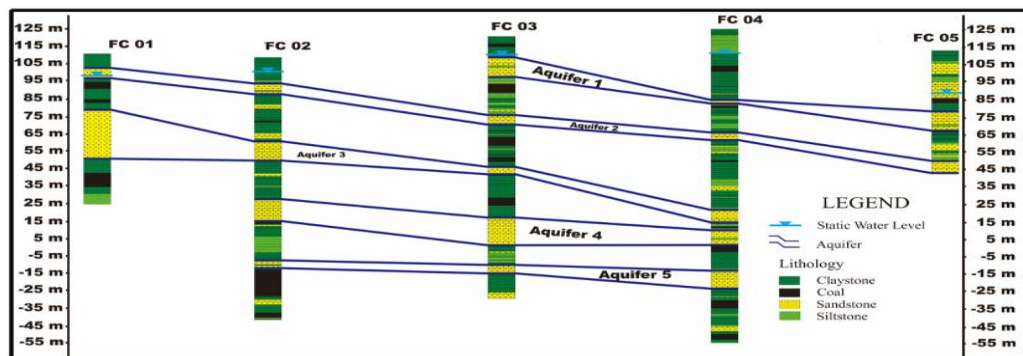 FC 01
FC 02
FC 03
FC 04
FC 05
125 m
115 m
105 m
95 m
85 m
75 m
65 m
55 m
45 m
35 m
25 m
15 m
5 m
-5 m
-15 m
-25 m
-35 m
-45 m
-55 m
Aquifer 1
Aquifer 2
Aquifer 3
Aquifer 4
Aquifer 5
LEGEND
Static Water Level
Aquifer
Lithology
Claystone
Coal
Sandstone
Siltstone
125 m
115 m
105 m
95 m
85 m
75 m
65 m
55 m
45 m
35 m
25 m
15 m
5 m
-5 m
-15 m
-25 m
-35 m
-45 m
-55 m